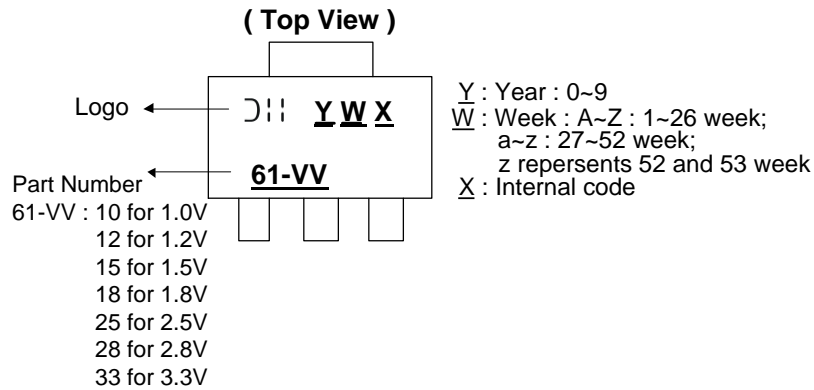 ( Top View )
Logo
Y W X
61-VV
Part Number
61-VV : 10 for 1.0V
12 for 1.2V
15 for 1.5V
18 for 1.8V
25 for 2.5V
28 for 2.8V
33 for 3.3V
Y : Year : 0~9
W : Week : A~Z : 1~26 week;
a~z : 27~52 week;
z repersents 52 and 53 week
X : Internal code